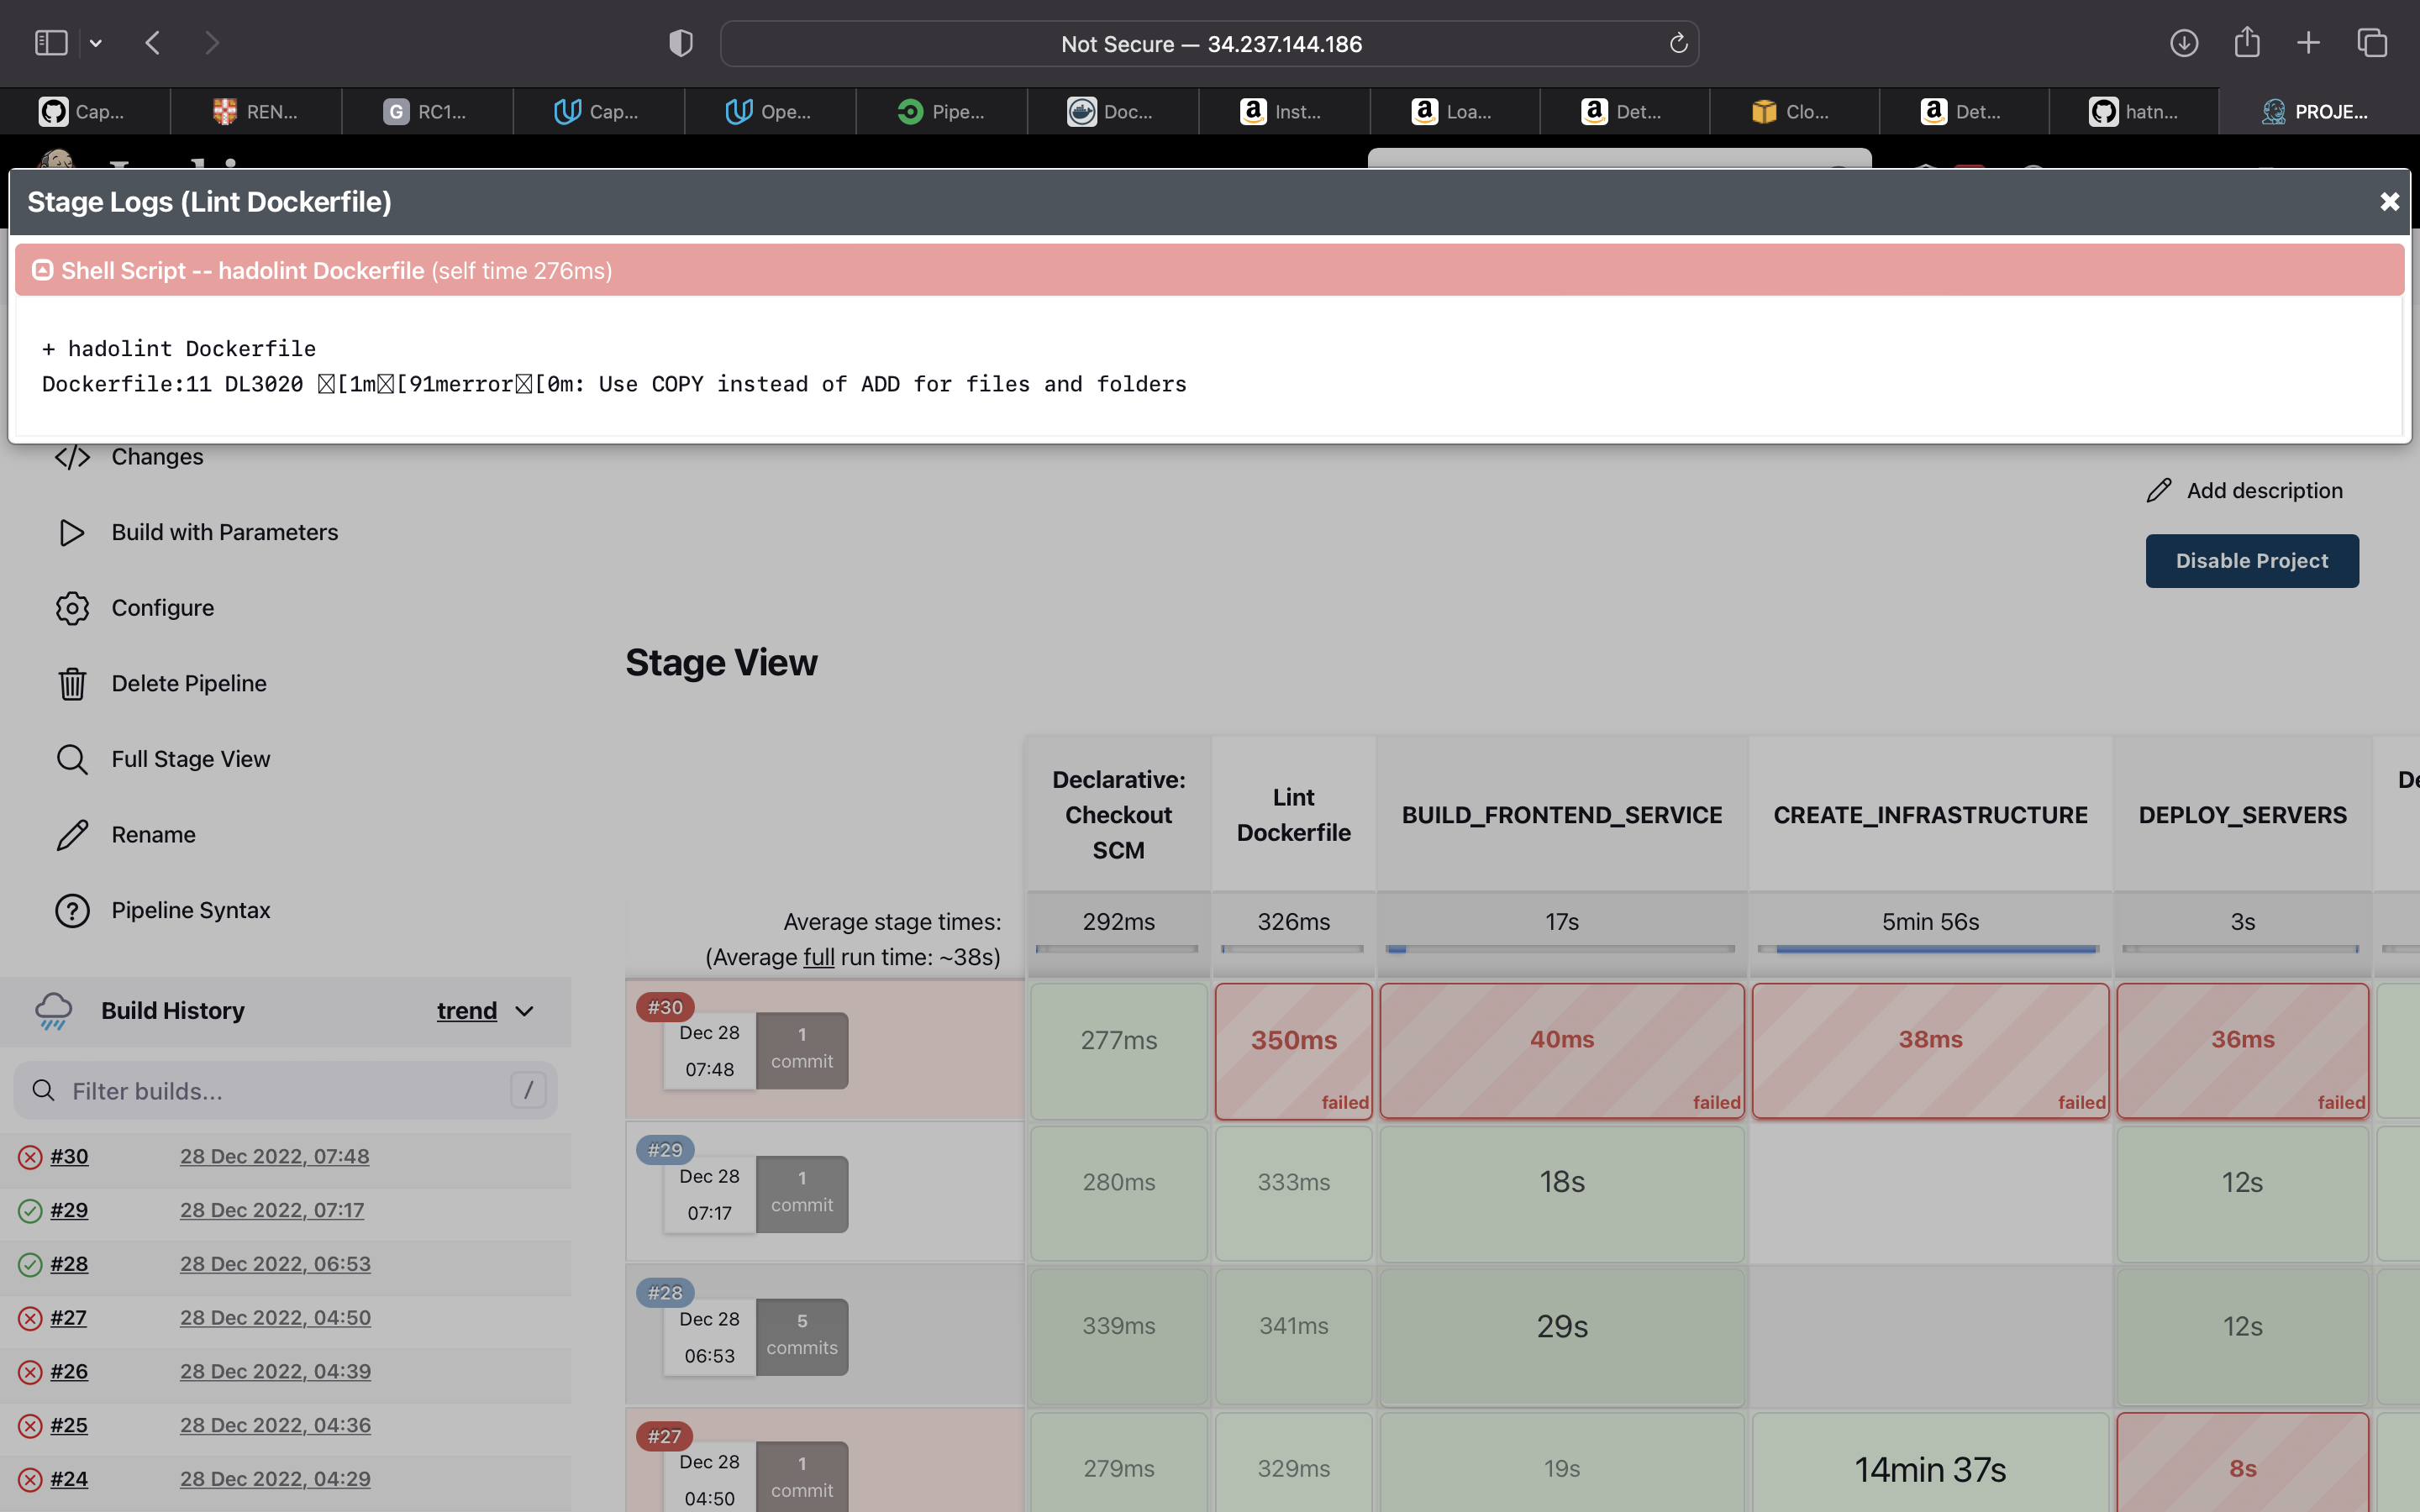 Not Secure — 34.237.144.186
Cap...
REN...
G RC1...
Cap...
Ope...
Pipe...
Doc...
Inst...
Loa...
Det...
Clo...
Det...
hatn...
PROJE...
Stage Logs (Lint Dockerfile)
Shell Script -- hadolint Dockerfile (self time 276ms)
+ hadolint Dockerfile
Dockerfile:11 DL3020 [1m[91merror[0m: Use COPY instead of ADD for files and folders
Changes
Build with Parameters
Configure
Delete Pipeline
Full Stage View
Rename
Pipeline Syntax
Add description
Disable Project
Build History
trend
Filter builds...
/
#30 28 Dec 2022, 07:48
#29 28 Dec 2022, 07:17
#28 28 Dec 2022, 06:53
#27 28 Dec 2022, 04:50
#26 28 Dec 2022, 04:39
#25 28 Dec 2022, 04:36
#24 28 Dec 2022, 04:29
Stage View
Declarative:
Checkout
SCM
Lint
Dockerfile
BUILD_FRONTEND_SERVICE
CREATE_INFRASTRUCTURE
DEPLOY_SERVERS
Average stage times:
(Average full run time: ~38s)
292ms
326ms
17s
5min 56s
3s
#30
Dec 28
07:48
1
commit
277ms
350ms
failed
40ms
failed
38ms
failed
36ms
failed
#29
Dec 28
07:17
1
commit
280ms
333ms
18s
12s
#28
Dec 28
06:53
5
commits
339ms
341ms
29s
12s
#27
Dec 28
04:50
1
commit
279ms
329ms
19s
14min 37s
8s